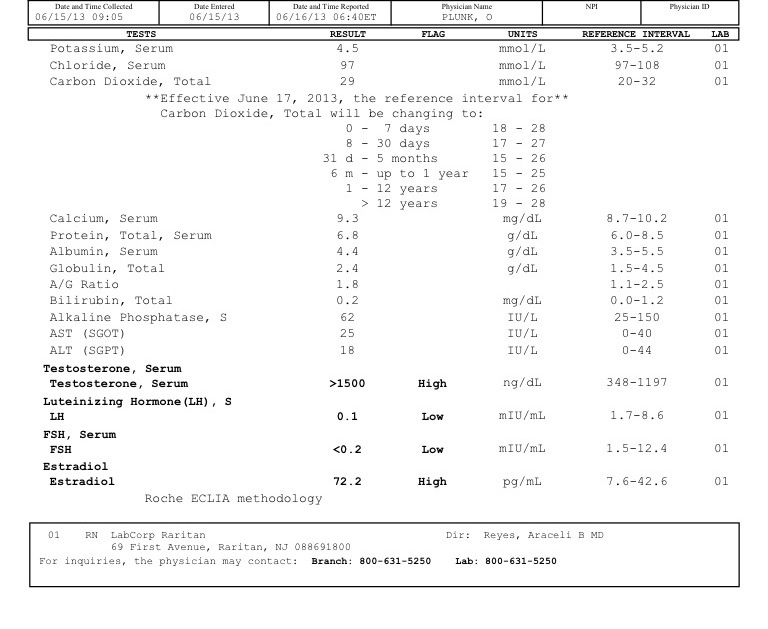 Date and Time Collected Date Entered Date and Time Reported Physician Name NPI Physician ID
06/15/13 09:05 06/15/13 06/16/13 06:40ET PLUNK, O
TESTS RESULT FLAG UNITS REFERENCE INTERVAL LAB
Potassium, Serum 4.5 mmol/L 3.5-5.2 01
Chloride, Serum 97 mmol/L 97-108 01
Carbon Dioxide, Total 29 mmol/L 20-32 01
**Effective June 17, 2013, the reference interval for**
Carbon Dioxide, Total will be changing to:
0 - 7 days 18 - 28
8 - 30 days 17 - 27
31 d - 5 months 15 - 26
6 m - up to 1 year 15 - 25
1 - 12 years 17 - 26
> 12 years 19 - 28
Calcium, Serum 9.3 mg/dL 8.7-10.2 01
Protein, Total, Serum 6.8 g/dL 6.0-8.5 01
Albumin, Serum 4.4 g/dL 3.5-5.5 01
Globulin, Total 2.4 g/dL 1.5-4.5 01
A/G Ratio 1.8 1.1-2.5 01
Bilirubin, Total 0.2 mg/dL 0.0-1.2 01
Alkaline Phosphatase, S 62 IU/L 25-150 01
AST (SGOT) 25 IU/L 0-40 01
ALT (SGPT) 18 IU/L 0-44 01
Testosterone, Serum
Testosterone, Serum >1500 High ng/dL 348-1197 01
Luteinizing Hormone(LH), S
LH 0.1 Low mIU/mL 1.7-8.6 01
FSH, Serum
FSH <0.2 Low mIU/mL 1.5-12.4 01
Estradiol
Estradiol 72.2 High pg/mL 7.6-42.6 01
Roche ECLIA methodology
01 RN LabCorp Raritan Dir: Reyes, Araceli B MD
69 First Avenue, Raritan, NJ 088691800
For inquiries, the physician may contact: Branch: 800-631-5250 Lab: 800-631-5250